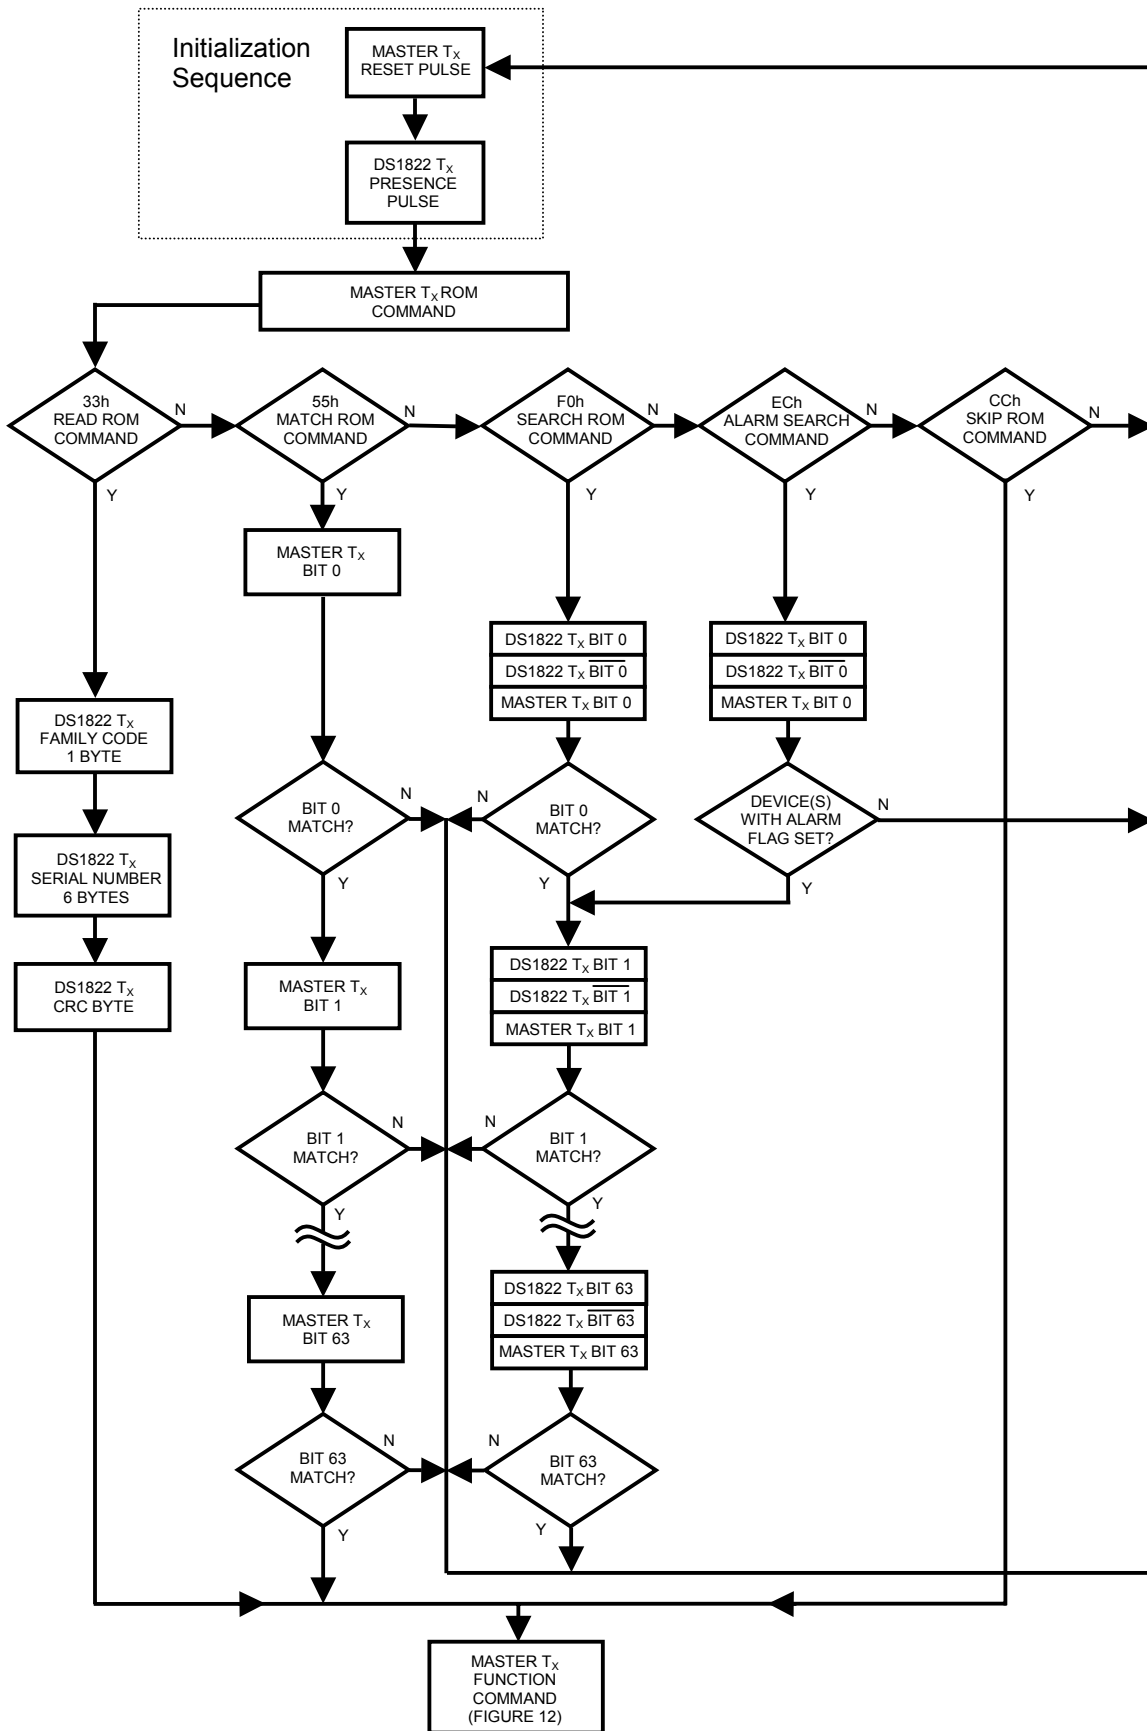 Initialization
Sequence
MASTER TX
RESET PULSE
DS1822 TX
PRESENCE
PULSE
MASTER TX ROM
COMMAND
33h
READ ROM
COMMAND
N
Y
55h
MATCH ROM
COMMAND
N
Y
F0h
SEARCH ROM
COMMAND
N
Y
ECh
ALARM SEARCH
COMMAND
N
Y
CCh
SKIP ROM
COMMAND
N
Y
MASTER TX
BIT 0
DS1822 TX BIT 0
DS1822 TX BIT 0
MASTER TX BIT 0
DS1822 TX BIT 0
DS1822 TX BIT 0
MASTER TX BIT 0
DS1822 TX
FAMILY CODE
1 BYTE
BIT 0
MATCH?
N
Y
BIT 0
MATCH?
N
Y
DEVICE(S)
WITH ALARM
FLAG SET?
N
Y
DS1822 TX
SERIAL NUMBER
6 BYTES
DS1822 TX
CRC BYTE
MASTER TX
BIT 1
DS1822 TX BIT 1
DS1822 TX BIT 1
MASTER TX BIT 1
BIT 1
MATCH?
N
Y
BIT 1
MATCH?
N
Y
MASTER TX
BIT 63
DS1822 TX BIT 63
DS1822 TX BIT 63
MASTER TX BIT 63
BIT 63
MATCH?
N
Y
BIT 63
MATCH?
N
Y
MASTER TX
FUNCTION
COMMAND
(FIGURE 12)